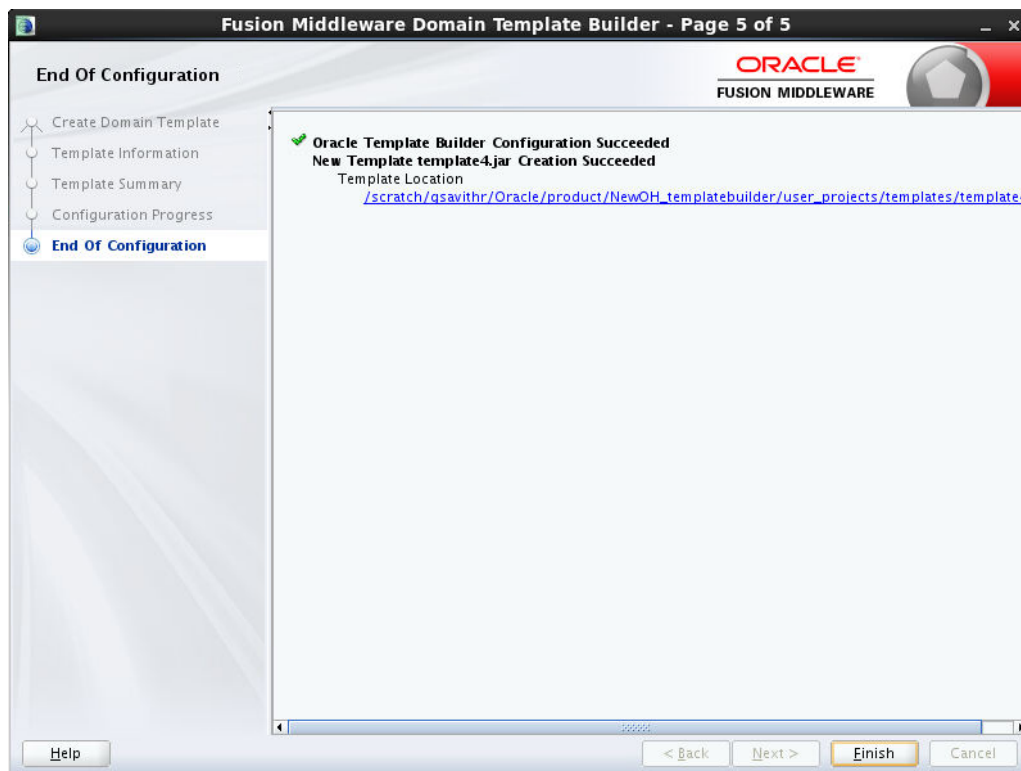 Fusion Middleware Domain Template Builder - Page 5 of 5
End Of Configuration
ORACLE
FUSION MIDDLEWARE
Create Domain Template
Template Information
Template Summary
Configuration Progress
End Of Configuration
Oracle Template Builder Configuration Succeeded
New Template template4.jar Creation Succeeded
Template Location
/scratch/qsavithr/Oracle/product/NewOH_templatebuilder/user_projects/templates/template
Help
< Back
Next >
Finish
Cancel